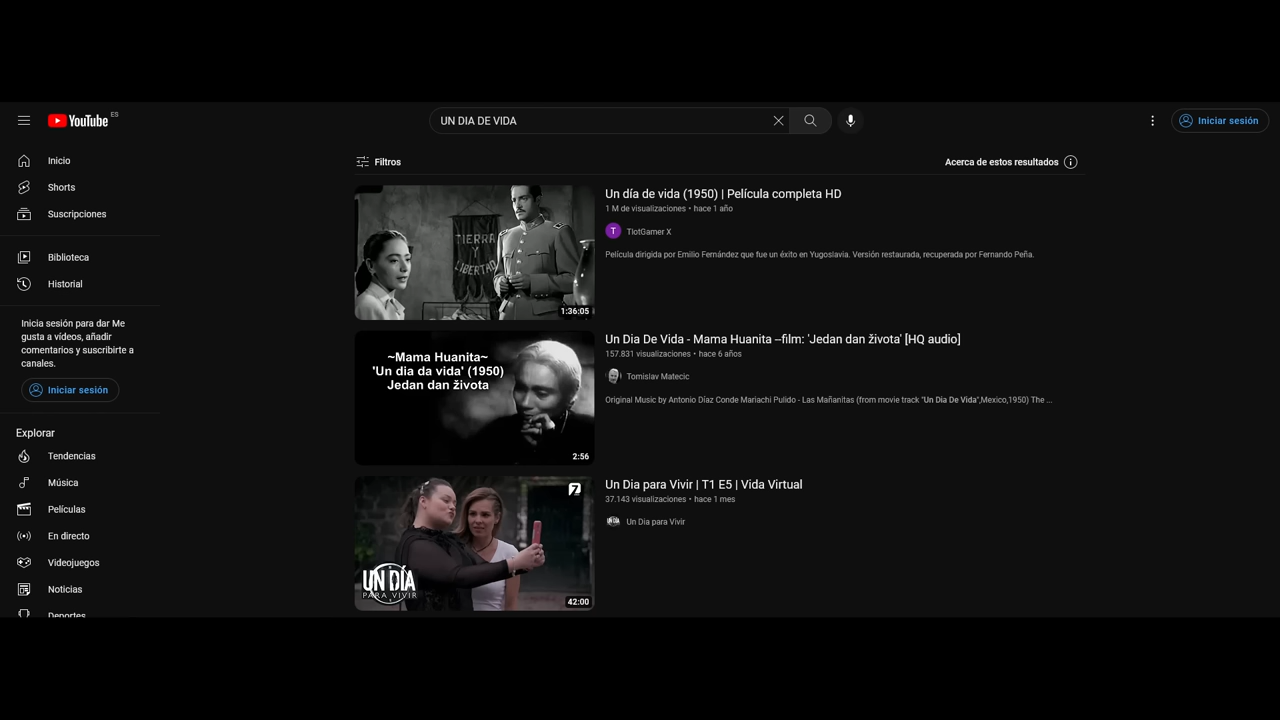 YouTube ES
UN DIA DE VIDA
Iniciar sesión
Inicio
Shorts
Suscripciones
Biblioteca
Historial
Inicia sesión para dar Me
gusta a vídeos, añadir
comentarios y suscribirte a
canales.
Iniciar sesión
Explorar
Tendencias
Música
Películas
En directo
Videojuegos
Noticias
Deportes
Filtros
Acerca de estos resultados
TIERRA
Y
LIBERTAD
1:36:05
Un día de vida (1950) | Película completa HD
1 M de visualizaciones • hace 1 año
T TlotGamer X
Película dirigida por Emilio Fernández que fue un éxito en Yugoslavia. Versión restaurada, recuperada por Fernando Peña.
~Mama Huanita~
'Un dia da vida' (1950)
Jedan dan života
2:56
Un Dia De Vida - Mama Huanita --film: 'Jedan dan života' [HQ audio]
157.831 visualizaciones • hace 6 años
Tomislav Matecic
Original Music by Antonio Díaz Conde Mariachi Pulido - Las Mañanitas (from movie track "Un Dia De Vida",Mexico,1950) The ...
7
UN DÍA
PARA VIVIR
42:00
Un Dia para Vivir | T1 E5 | Vida Virtual
37.143 visualizaciones • hace 1 mes
UN DÍA Un Dia para Vivir